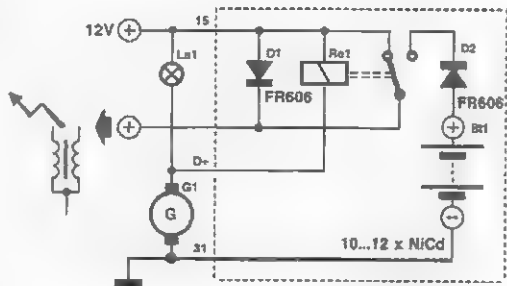 12V
15
La1
D1
FR606
Re1
D2
FR606
Bt1
D+
G1
G
31
10...12 x NiCd